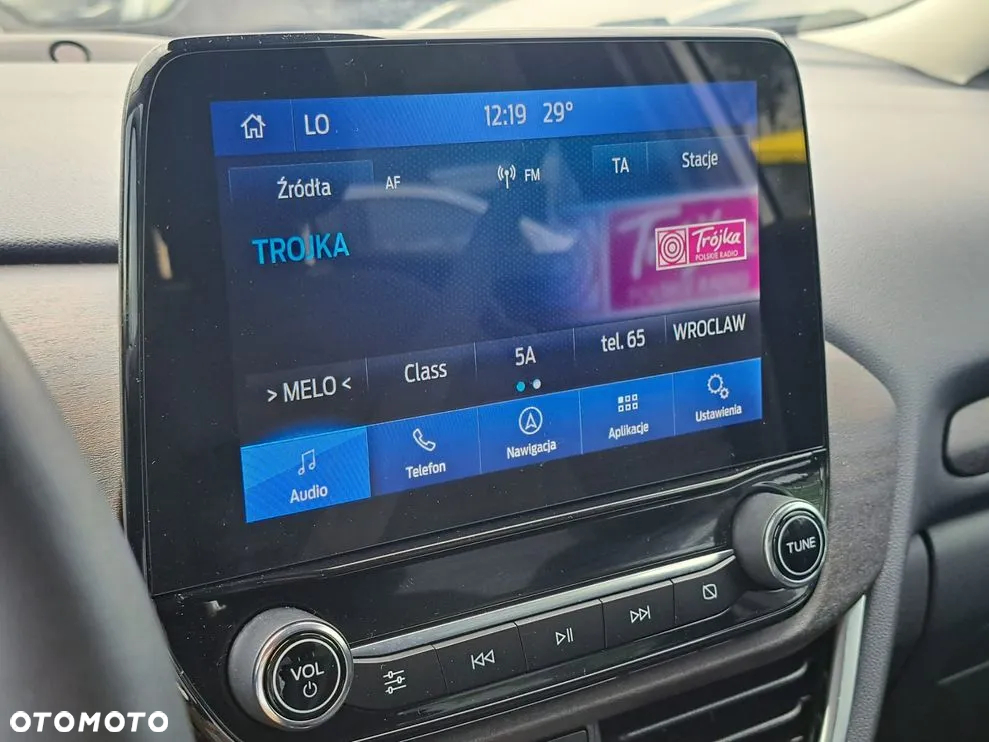 LO 12:19 29°
Źródła AF FM TA Stacje
TROJKA
Trójka
POLSKIE RADIO
> MELO < Class 5A tel. 65 WROCLAW
Audio Telefon Nawigacja Aplikacje Ustawienia
TUNE
VOL
OTOMOTO